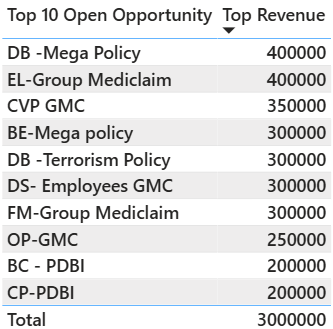 Top 10 Open Opportunity Top Revenue
DB -Mega Policy 400000
EL-Group Mediclaim 400000
CVP GMC 350000
BE-Mega policy 300000
DB -Terrorism Policy 300000
DS- Employees GMC 300000
FM-Group Mediclaim 300000
OP-GMC 250000
BC - PDBI 200000
CP-PDBI 200000
Total 3000000